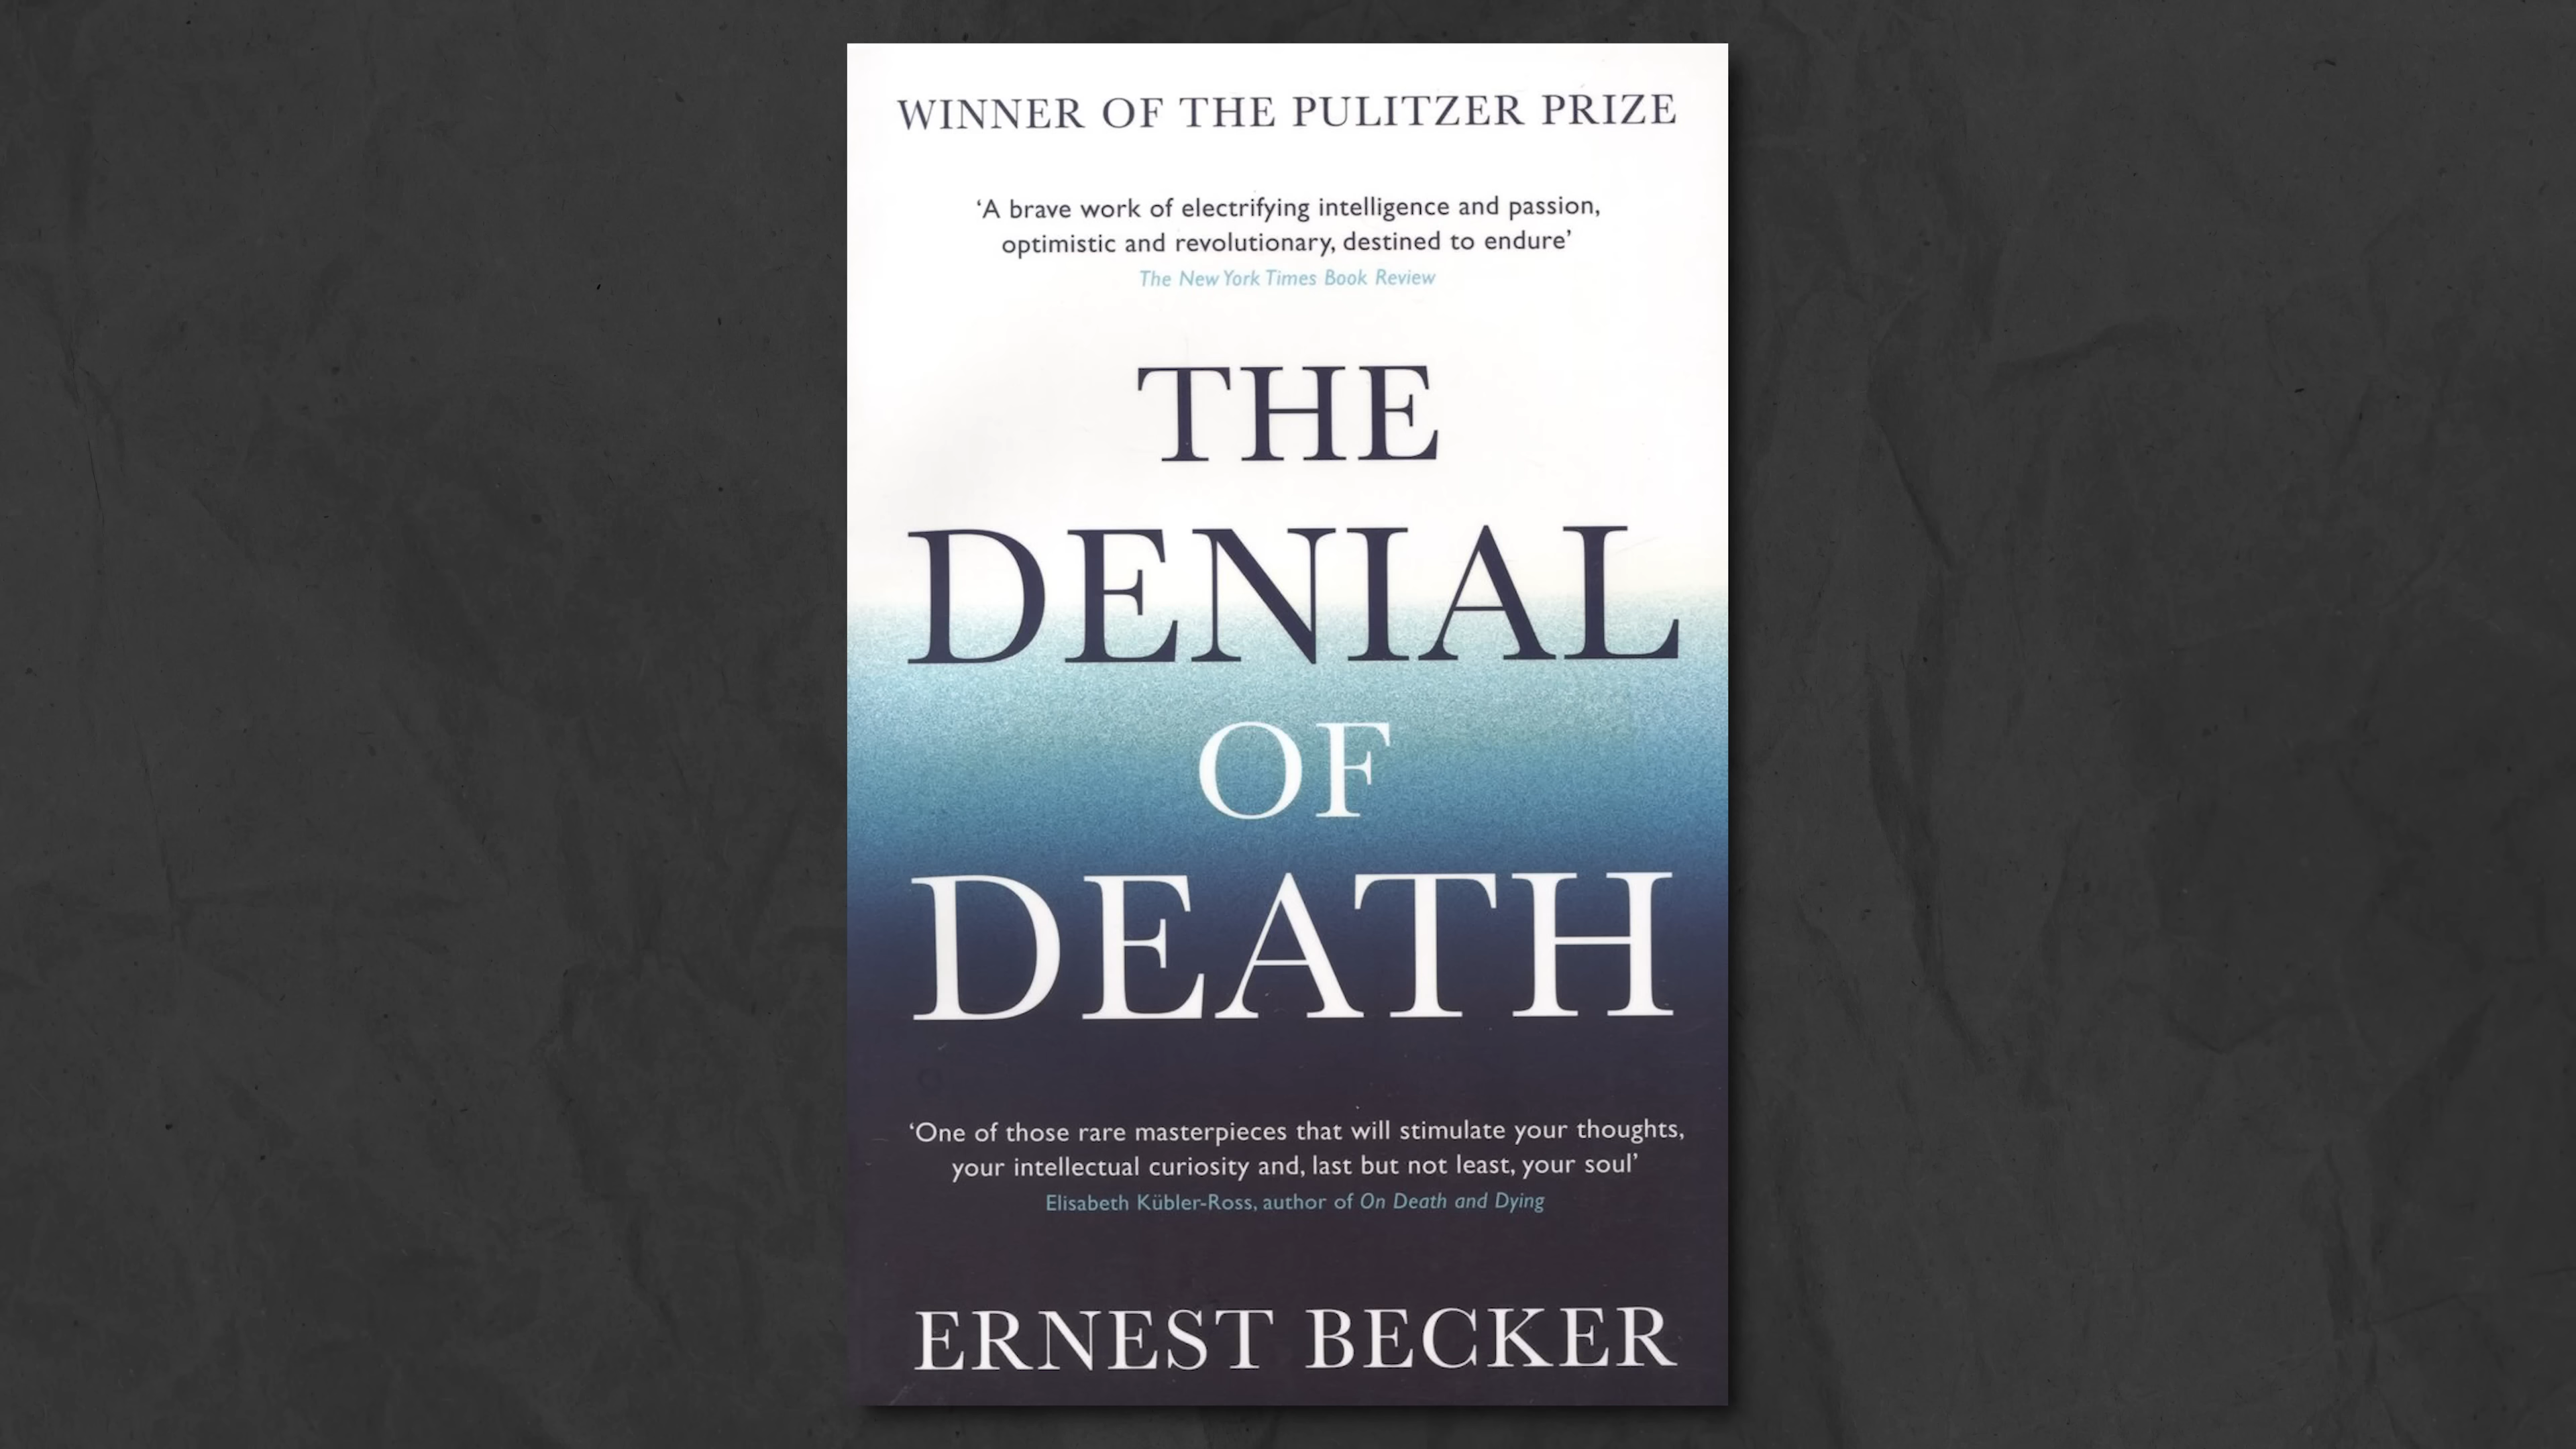 WINNER OF THE PULITZER PRIZE
‘A brave work of electrifying intelligence and passion,
optimistic and revolutionary, destined to endure’
The New York Times Book Review
THE
DENIAL
OF
DEATH
‘One of those rare masterpieces that will stimulate your thoughts,
your intellectual curiosity and, last but not least, your soul’
Elisabeth Kübler-Ross, author of On Death and Dying
ERNEST BECKER